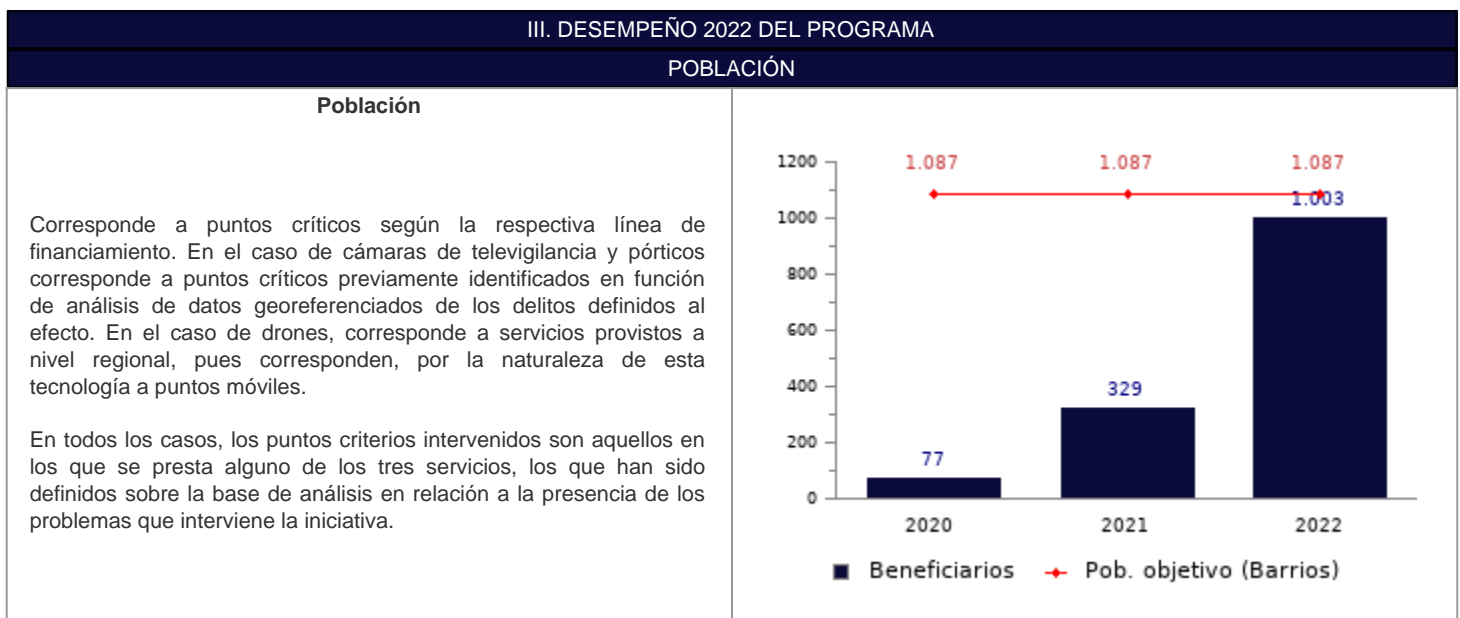 III. DESEMPEÑO 2022 DEL PROGRAMA
POBLACIÓN
Población
Corresponde a puntos críticos según la respectiva línea de
financiamiento. En el caso de cámaras de televigilancia y pórticos
corresponde a puntos críticos previamente identificados en función
de análisis de datos georeferenciados de los delitos definidos al
efecto. En el caso de drones, corresponde a servicios provistos a
nivel regional, pues corresponden, por la naturaleza de esta
tecnología a puntos móviles.
En todos los casos, los puntos criterios intervenidos son aquellos en
los que se presta alguno de los tres servicios, los que han sido
definidos sobre la base de análisis en relación a la presencia de los
problemas que interviene la iniciativa.
1200
1.087 1.087 1.087
1.003
1000
800
600
400
329
200
77
0
2020 2021 2022
Beneficiarios Pob. objetivo (Barrios)